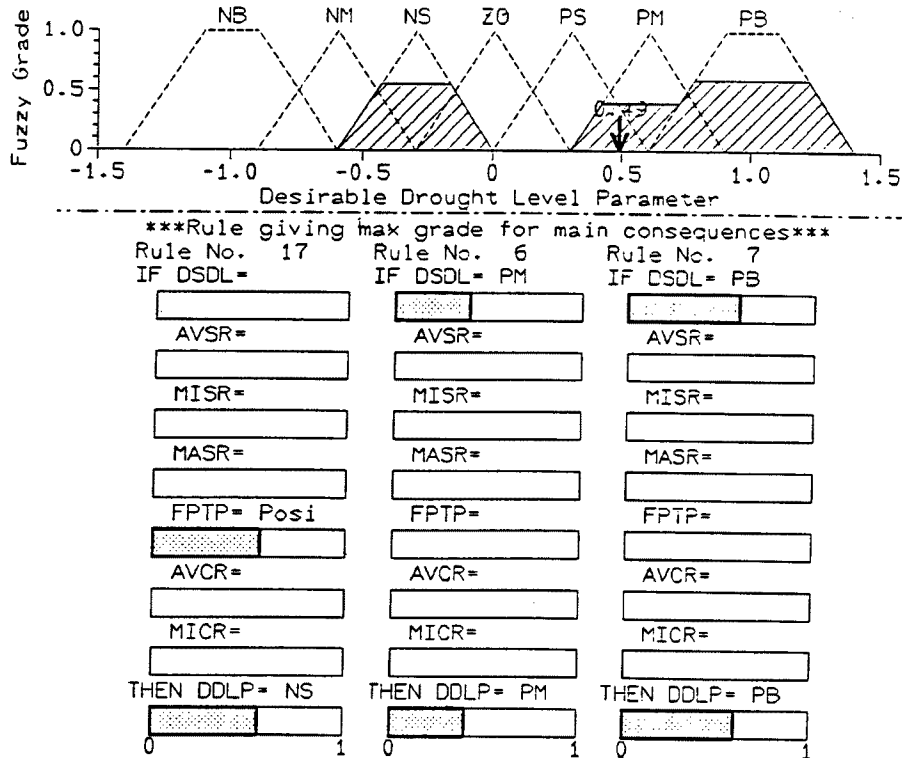 NB NM NS ZO PS PM PB
Fuzzy Grade
1.0
0.5
0
0.49
-1.5 -1.0 -0.5 0 0.5 1.0 1.5
Desirable Drought Level Parameter
***Rule giving max grade for main consequences***
Rule No. 17 Rule No. 6 Rule No. 7
IF DSDL= IF DSDL= PM IF DSDL= PB
AVSR= AVSR= AVSR=
MISR= MISR= MISR=
MASR= MASR= MASR=
FPTP= Posi FPTP= FPTP=
AVCR= AVCR= AVCR=
MICR= MICR= MICR=
THEN DDLP= NS THEN DDLP= PM THEN DDLP= PB
0 1 0 1 0 1